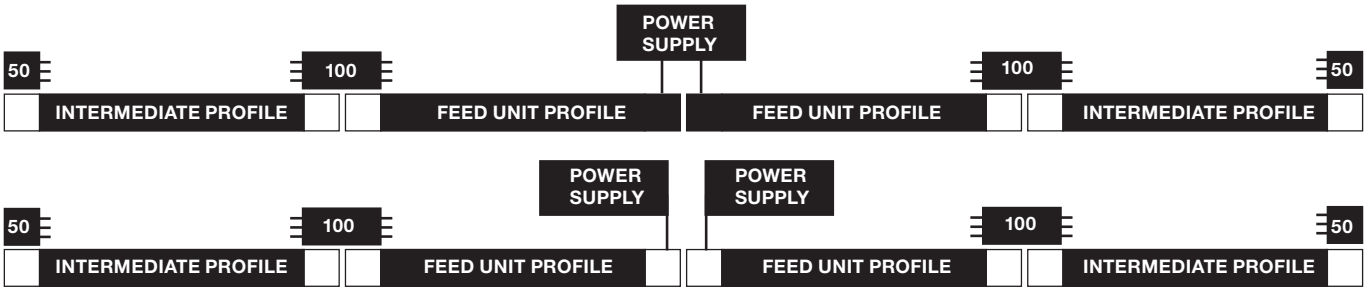 POWER
SUPPLY
50 100 100 50
INTERMEDIATE PROFILE FEED UNIT PROFILE FEED UNIT PROFILE INTERMEDIATE PROFILE
POWER POWER
SUPPLY SUPPLY
50 100 100 50
INTERMEDIATE PROFILE FEED UNIT PROFILE FEED UNIT PROFILE INTERMEDIATE PROFILE